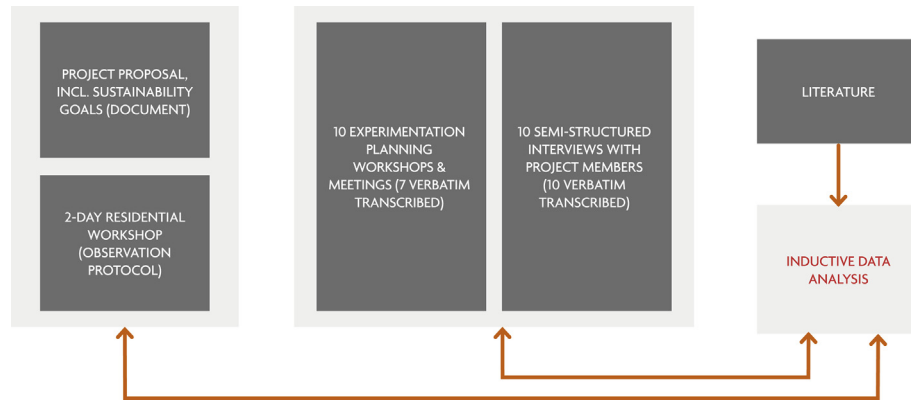 PROJECT PROPOSAL,
INCL. SUSTAINABILITY
GOALS (DOCUMENT)
2-DAY RESIDENTIAL
WORKSHOP
(OBSERVATION
PROTOCOL)
10 EXPERIMENTATION
PLANNING
WORKSHOPS &
MEETINGS (7 VERBATIM
TRANSCRIBED)
10 SEMI-STRUCTURED
INTERVIEWS WITH
PROJECT MEMBERS
(10 VERBATIM
TRANSCRIBED)
LITERATURE
INDUCTIVE DATA
ANALYSIS